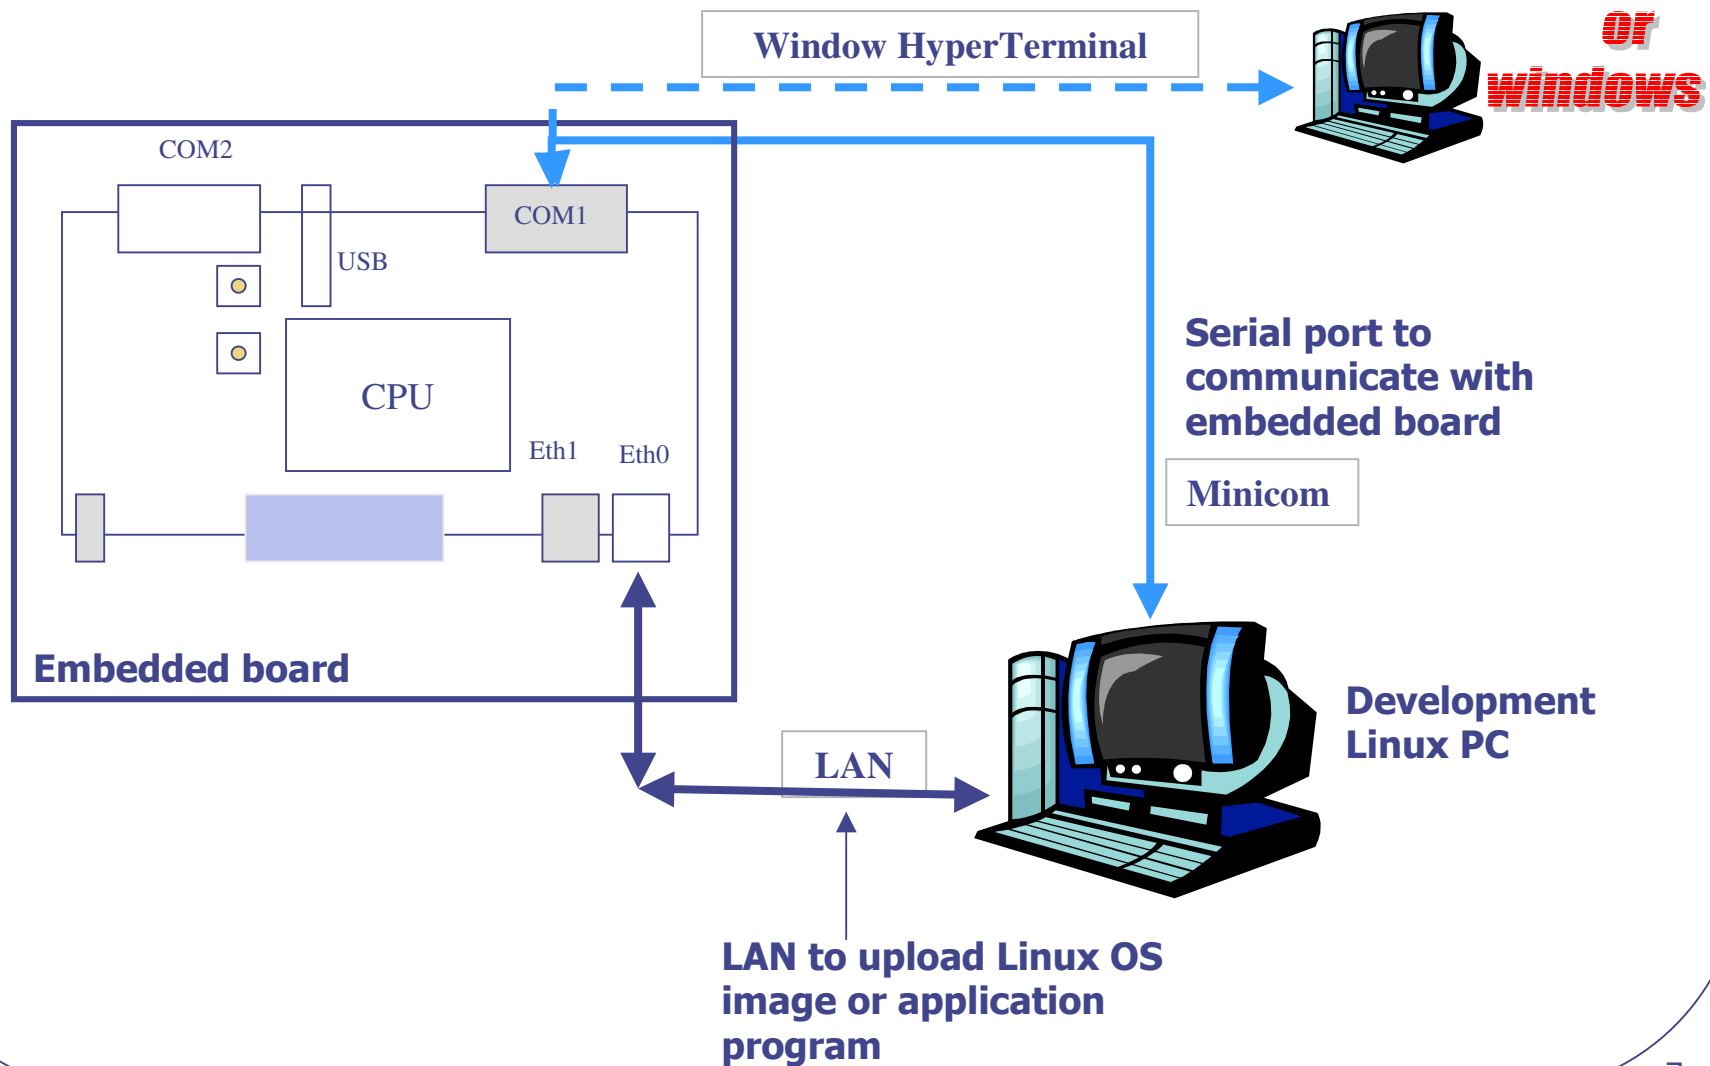 Window HyperTerminal
or
windows
COM2
COM1
USB
CPU
Eth1
Eth0
Embedded board
Serial port to
communicate with
embedded board
Minicom
Development
Linux PC
LAN
LAN to upload Linux OS
image or application
program